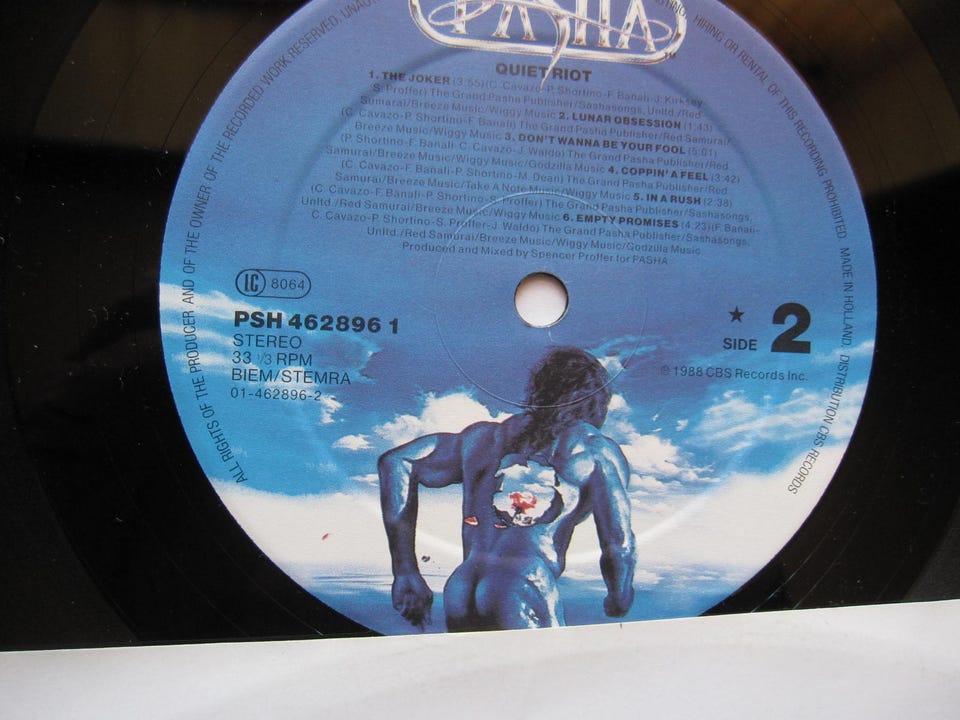 PASHA
QUIET RIOT
1. THE JOKER (3:55)(C. Cavazo-P. Shortino-F. Banali-J. Kirksey
S. Proffer) The Grand Pasha Publisher/Sashasongs, Unltd./Red
Samurai/Breeze Music/Wiggy Music 2. LUNAR OBSESSION (1:43)
(C. Cavazo-P. Shortino-F. Banali) The Grand Pasha Publisher/Red Samurai/
Breeze Music/Wiggy Music 3. DON'T WANNA BE YOUR FOOL (5:01)
(P. Shortino-F. Banali-C. Cavazo-J. Waldo) The Grand Pasha Publisher/Red
Samurai/Breeze Music/Wiggy Music/Godzilla Music 4. COPPIN' A FEEL (3:42)
(C. Cavazo-F. Banali-P. Shortino-M. Dean) The Grand Pasha Publisher/Red
Samurai/Breeze Music/Take A Note Music/Wiggy Music 5. IN A RUSH (2:38)
(C. Cavazo-F. Banali-P. Shortino-S. Proffer) The Grand Pasha Publisher/Sashasongs,
Unltd./Red Samurai/Breeze Music/Wiggy Music 6. EMPTY PROMISES (4:23)(F. Banali-
C. Cavazo-P. Shortino-S. Proffer-J. Waldo) The Grand Pasha Publisher/Sashasongs,
Unltd./Red Samurai/Breeze Music/Wiggy Music/Godzilla Music
Produced and Mixed by Spencer Proffer for PASHA
LC 8064
PSH 462896 1
STEREO
33 1/3 RPM
BIEM/STEMRA
01-462896-2
★
SIDE 2
℗ 1988 CBS Records Inc.
ALL RIGHTS OF THE PRODUCER AND OF THE OWNER OF THE RECORDED WORK RESERVED. HIRING OR RENTAL OF THIS RECORDING PROHIBITED. MADE IN HOLLAND. DISTRIBUTION CBS RECORDS